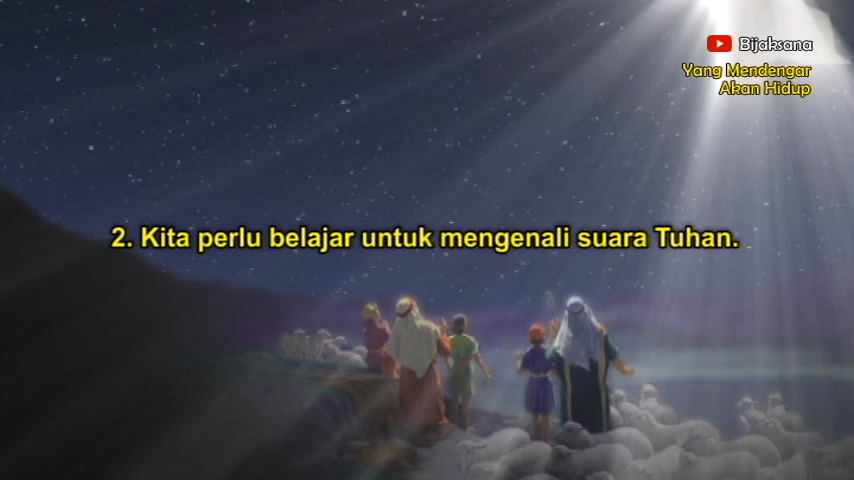 Bijaksana
Yang Mendengar
Akan Hidup
2. Kita perlu belajar untuk mengenali suara Tuhan.